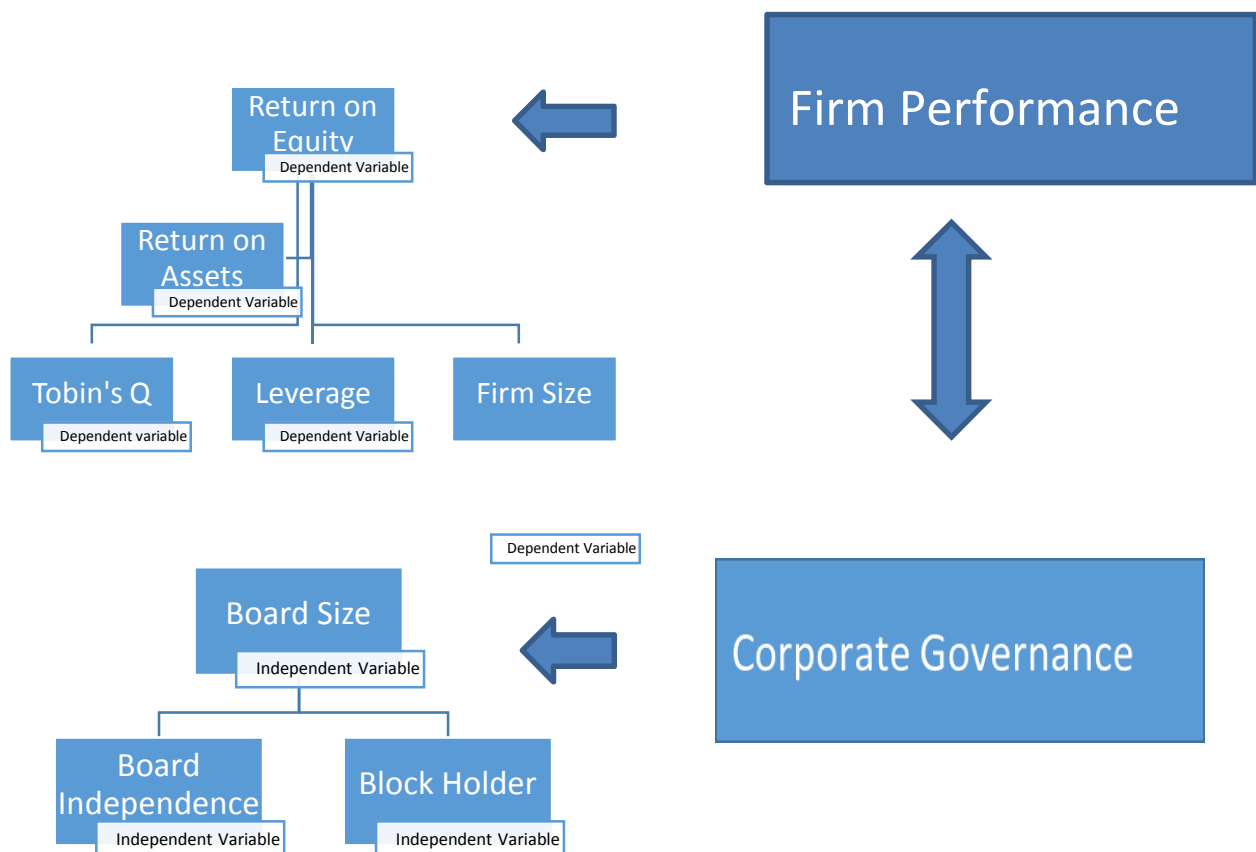 Firm Performance
Return on
Equity
Dependent Variable
Return on
Assets
Dependent Variable
Tobin's Q
Dependent variable
Leverage
Dependent Variable
Firm Size
Dependent Variable
Corporate Governance
Board Size
Independent Variable
Board
Independence
Independent Variable
Block Holder
Independent Variable